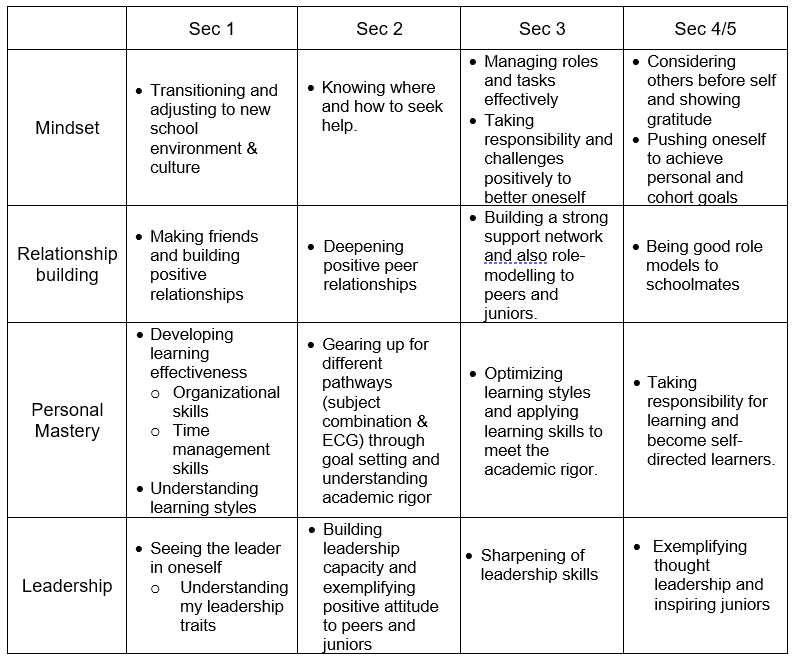 Sec 1
Sec 2
Sec 3
Sec 4/5
Mindset
• Transitioning and
adjusting to new
school
environment &
culture
• Knowing where
and how to seek
help.
• Managing roles
and tasks
effectively
• Taking
responsibility and
challenges
positively to
better oneself
• Considering
others before self
and showing
gratitude
• Pushing oneself
to achieve
personal and
cohort goals
Relationship
building
• Making friends
and building
positive
relationships
• Deepening
positive peer
relationships
• Building a strong
support network
and also role-
modelling to
peers and
juniors.
• Being good role
models to
schoolmates
Personal
Mastery
• Developing
learning
effectiveness
o Organizational
skills
o Time
management
skills
• Understanding
learning styles
• Gearing up for
different
pathways
(subject
combination &
ECG) through
goal setting and
understanding
academic rigor
• Optimizing
learning styles
and applying
learning skills to
meet the
academic rigor.
• Taking
responsibility for
learning and
become self-
directed learners.
Leadership
• Seeing the leader
in oneself
o Understanding
my leadership
traits
• Building
leadership
capacity and
exemplifying
positive attitude
to peers and
juniors
• Sharpening of
leadership skills
• Exemplifying
thought
leadership and
inspiring juniors